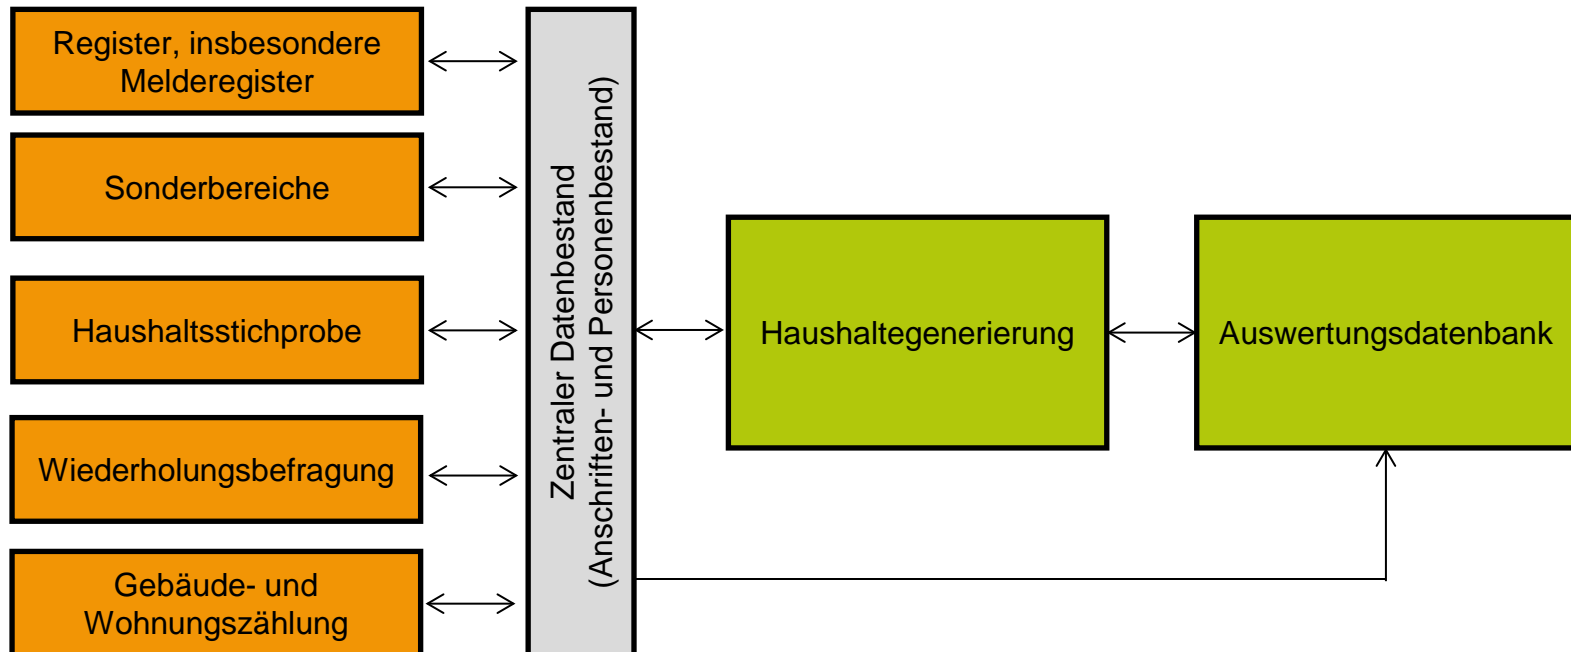 Register, insbesondere
Melderegister
Sonderbereiche
Haushaltsstichprobe
Wiederholungsbefragung
Gebäude- und
Wohnungszählung
Zentraler Datenbestand
(Anschriften- und Personenbestand)
Haushaltegenerierung
Auswertungsdatenbank